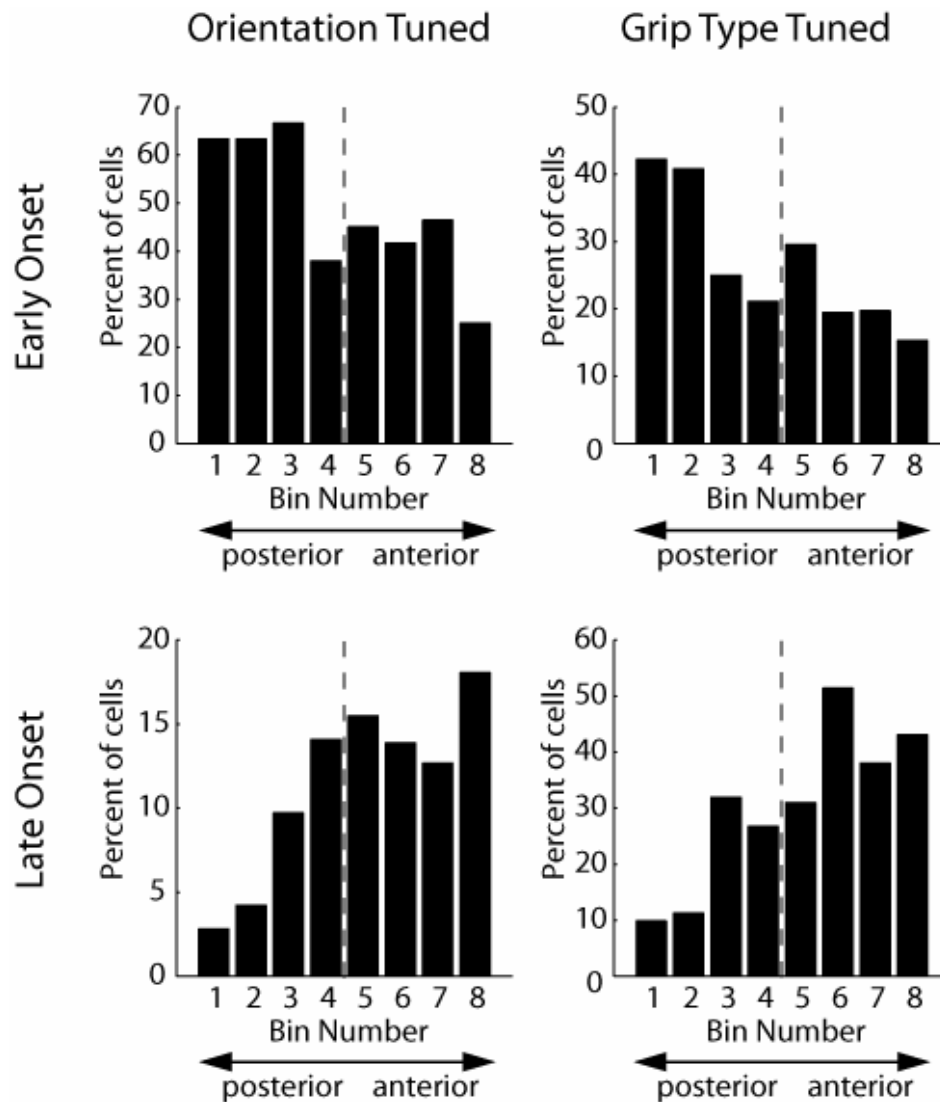 Orientation Tuned
Grip Type Tuned
Early Onset
Percent of cells
70
60
50
40
30
20
10
0
1 2 3 4 5 6 7 8
Bin Number
posterior anterior
Percent of cells
50
40
30
20
10
0
1 2 3 4 5 6 7 8
Bin Number
posterior anterior
Late Onset
Percent of cells
20
15
10
5
0
1 2 3 4 5 6 7 8
Bin Number
posterior anterior
Percent of cells
60
50
40
30
20
10
0
1 2 3 4 5 6 7 8
Bin Number
posterior anterior